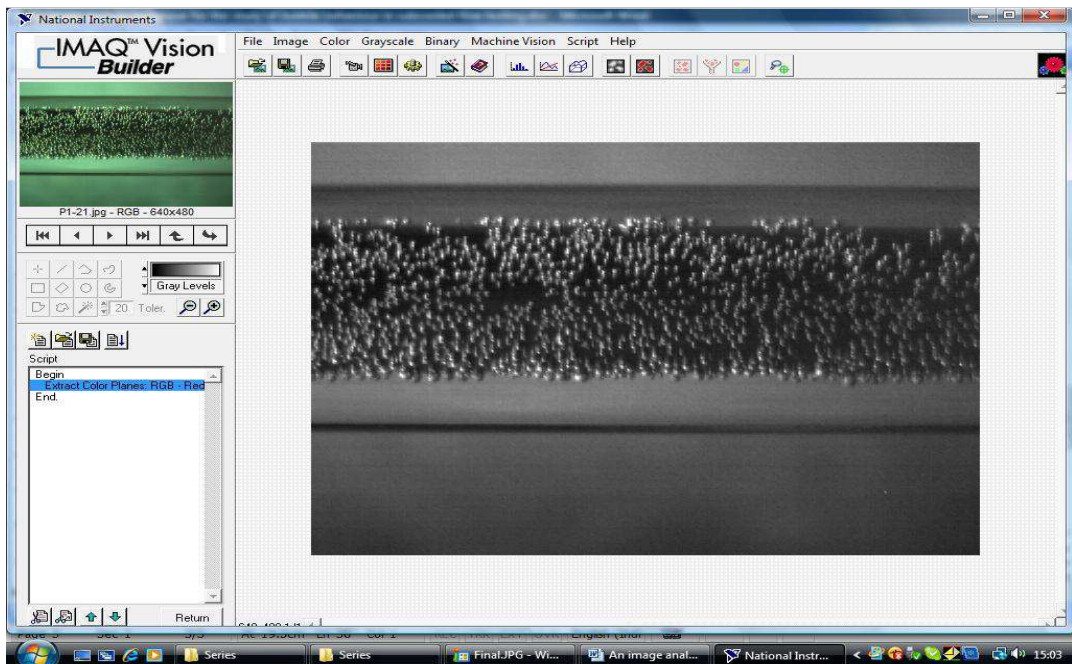 National Instruments
IMAQ™ Vision
Builder
File Image Color Grayscale Binary Machine Vision Script Help
P1-21.jpg - RGB - 640x480
Gray Levels
20 Toler.
Script
Begin
Extract Color Planes: RGB - Red
End.
Return
Series
Series
Final.JPG - Wi...
An image anal...
National Instr...
15:03